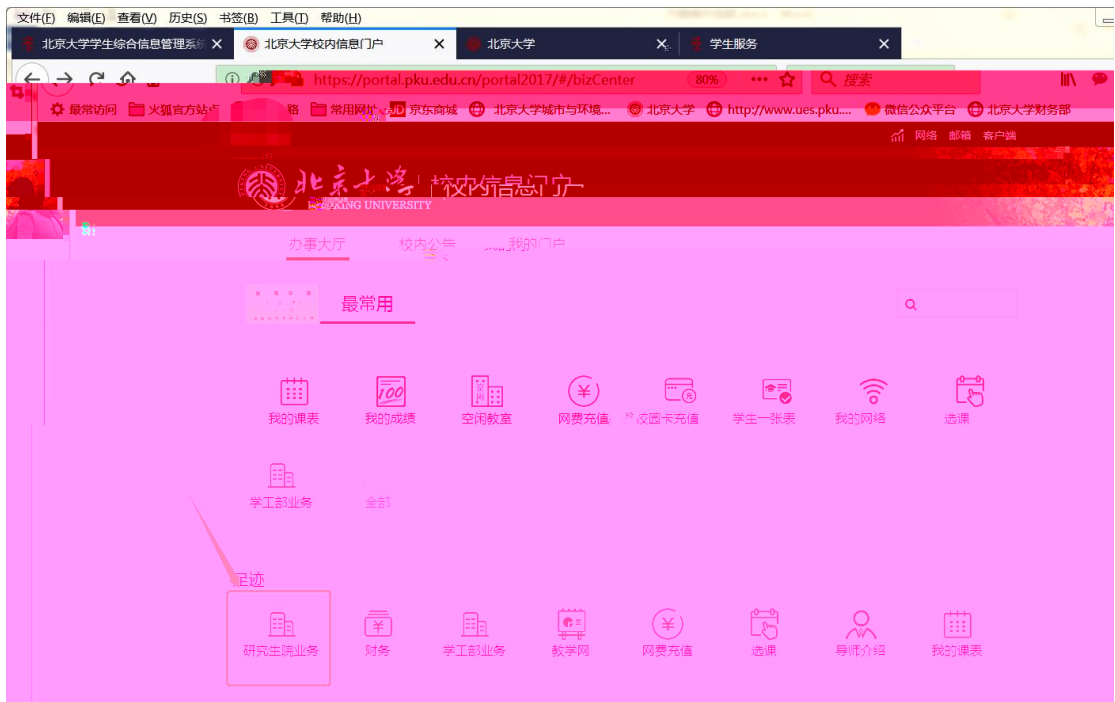 文件(F) 编辑(E) 查看(V) 历史(S) 书签(B) 工具(T) 帮助(H)
北京大学学生综合信息管理系统 北京大学校内信息门户 北京大学 学生服务
https://portal.pku.edu.cn/portal2017/#/bizCenter 80% 搜索
最常访问 火狐官方站点 路 常用网址 JD 京东商城 北京大学城市与环境... 北京大学 http://www.ues.pku.... 微信公众平台 北京大学财务部
网络 邮箱 客户端
北京大学 校内信息门户
PEKING UNIVERSITY
办事大厅 校内公告 我的门户
最常用
我的课表 我的成绩 空闲教室 网费充值 校园卡充值 学生一张表 我的网络 选课
学工部业务 全部
足迹
研究生院业务 财务 学工部业务 教学网 网费充值 选课 导师介绍 我的课表